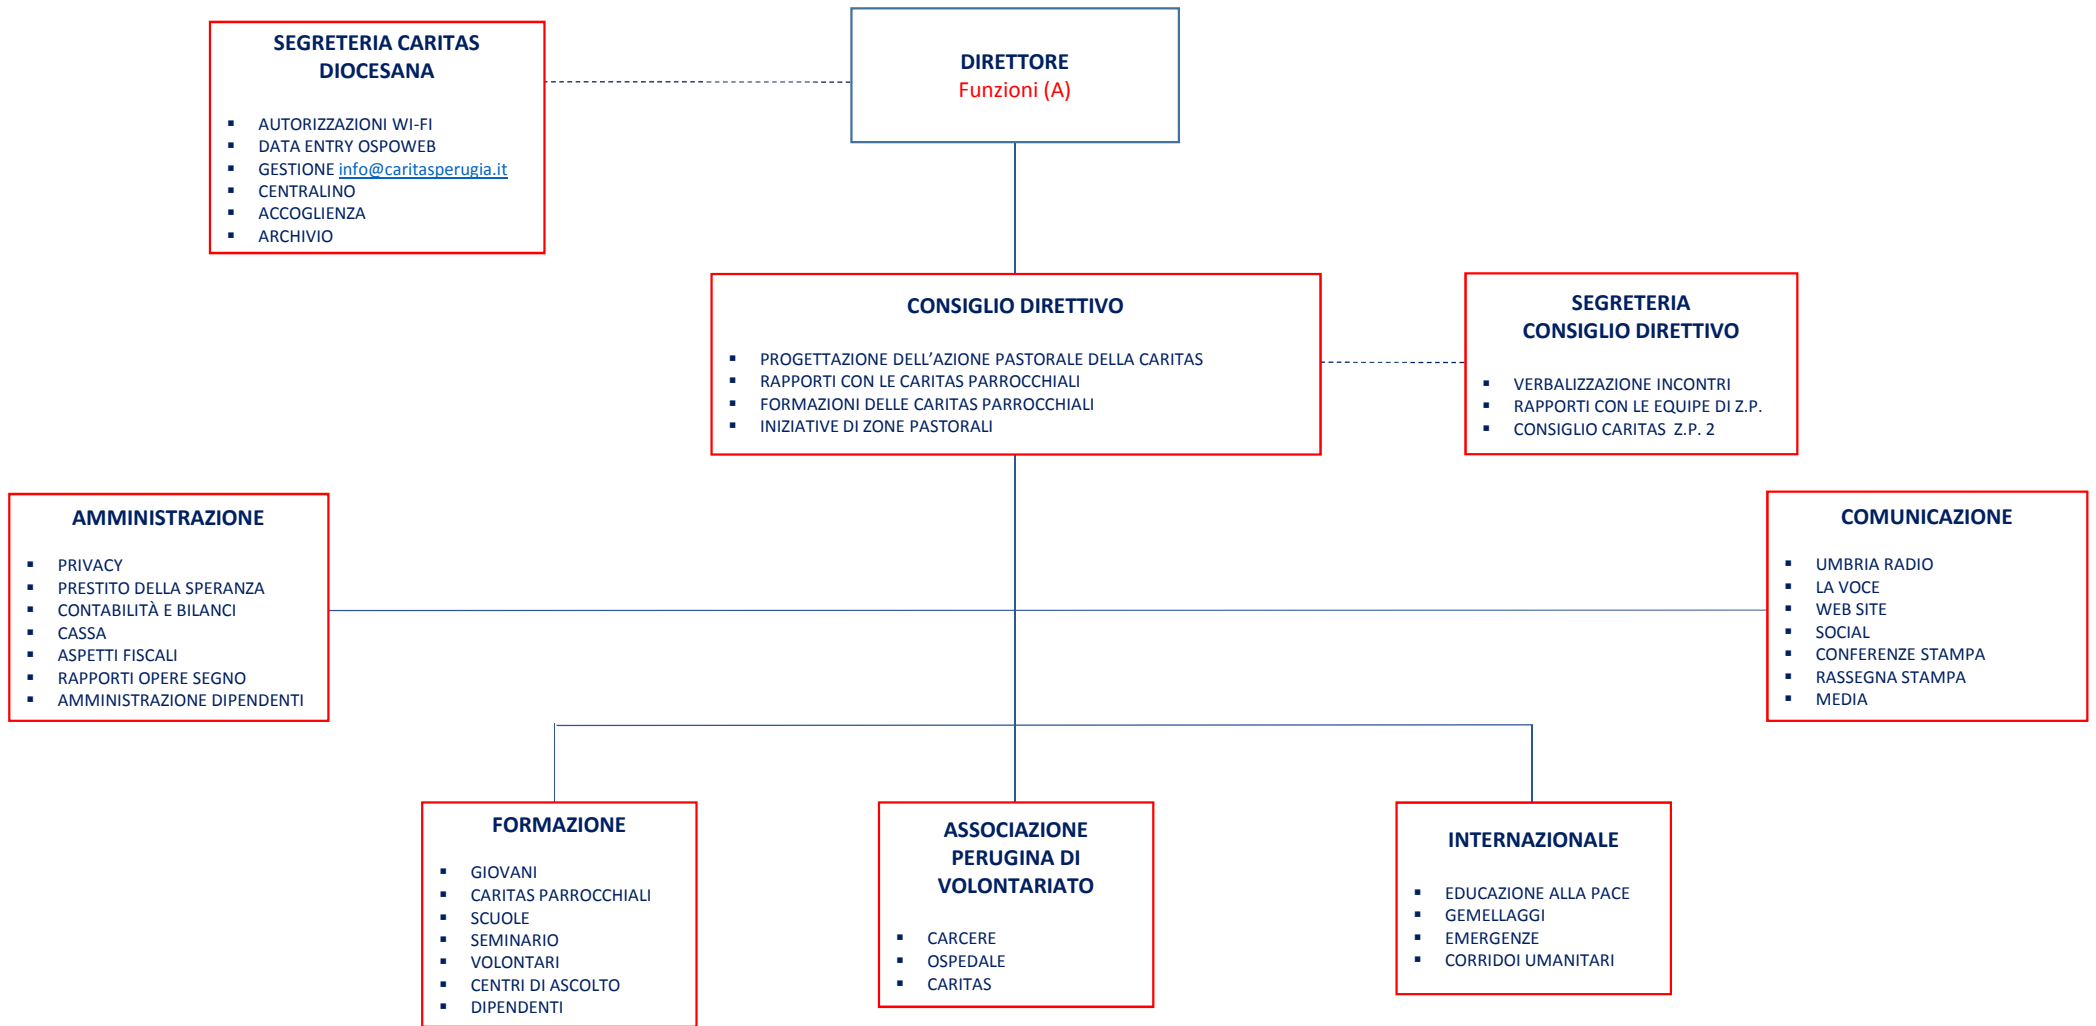 SEGRETERIA CARITAS
DIOCESANA
▪ AUTORIZZAZIONI WI-FI
▪ DATA ENTRY OSPOWEB
▪ GESTIONE info@caritasperugia.it
▪ CENTRALINO
▪ ACCOGLIENZA
▪ ARCHIVIO
DIRETTORE
Funzioni (A)
CONSIGLIO DIRETTIVO
▪ PROGETTAZIONE DELL’AZIONE PASTORALE DELLA CARITAS
▪ RAPPORTI CON LE CARITAS PARROCCHIALI
▪ FORMAZIONI DELLE CARITAS PARROCCHIALI
▪ INIZIATIVE DI ZONE PASTORALI
SEGRETERIA
CONSIGLIO DIRETTIVO
▪ VERBALIZZAZIONE INCONTRI
▪ RAPPORTI CON LE EQUIPE DI Z.P.
▪ CONSIGLIO CARITAS Z.P. 2
AMMINISTRAZIONE
▪ PRIVACY
▪ PRESTITO DELLA SPERANZA
▪ CONTABILITÀ E BILANCI
▪ CASSA
▪ ASPETTI FISCALI
▪ RAPPORTI OPERE SEGNO
▪ AMMINISTRAZIONE DIPENDENTI
COMUNICAZIONE
▪ UMBRIA RADIO
▪ LA VOCE
▪ WEB SITE
▪ SOCIAL
▪ CONFERENZE STAMPA
▪ RASSEGNA STAMPA
▪ MEDIA
FORMAZIONE
▪ GIOVANI
▪ CARITAS PARROCCHIALI
▪ SCUOLE
▪ SEMINARIO
▪ VOLONTARI
▪ CENTRI DI ASCOLTO
▪ DIPENDENTI
ASSOCIAZIONE
PERUGINA DI
VOLONTARIATO
▪ CARCERE
▪ OSPEDALE
▪ CARITAS
INTERNAZIONALE
▪ EDUCAZIONE ALLA PACE
▪ GEMELLAGGI
▪ EMERGENZE
▪ CORRIDOI UMANITARI